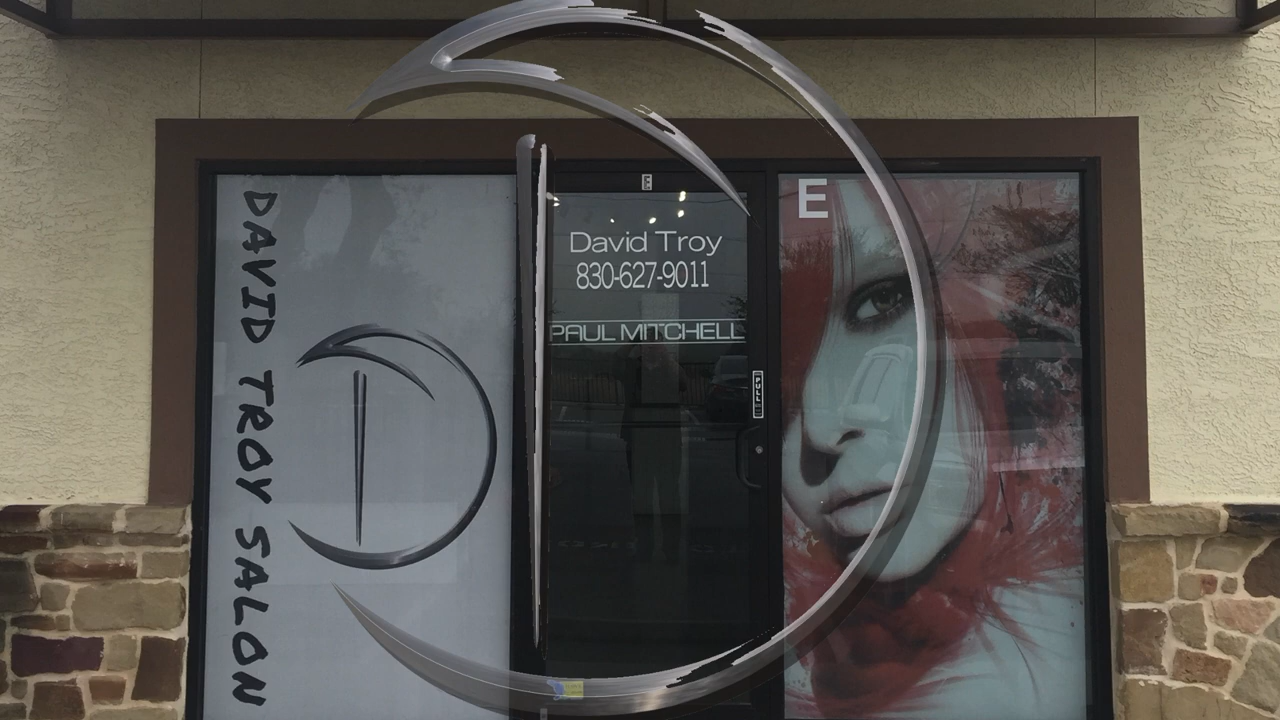 DAVID TROY SALON
E
David Troy
830-627-9011
PAUL MITCHELL
PULL
E